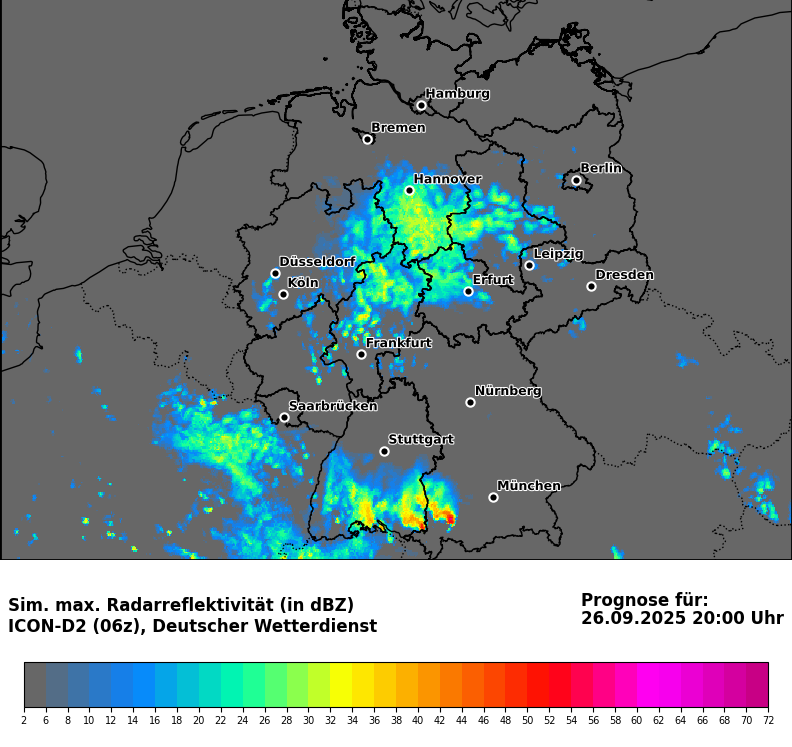 Hamburg
Bremen
Berlin
Hannover
Düsseldorf
Leipzig
Köln
Erfurt
Dresden
Frankfurt
Nürnberg
Saarbrücken
Stuttgart
München
Sim. max. Radarreflektivität (in dBZ)
ICON-D2 (06z), Deutscher Wetterdienst
Prognose für:
26.09.2025 20:00 Uhr
2 6 8 10 12 14 16 18 20 22 24 26 28 30 32 34 36 38 40 42 44 46 48 50 52 54 56 58 60 62 64 66 68 70 72